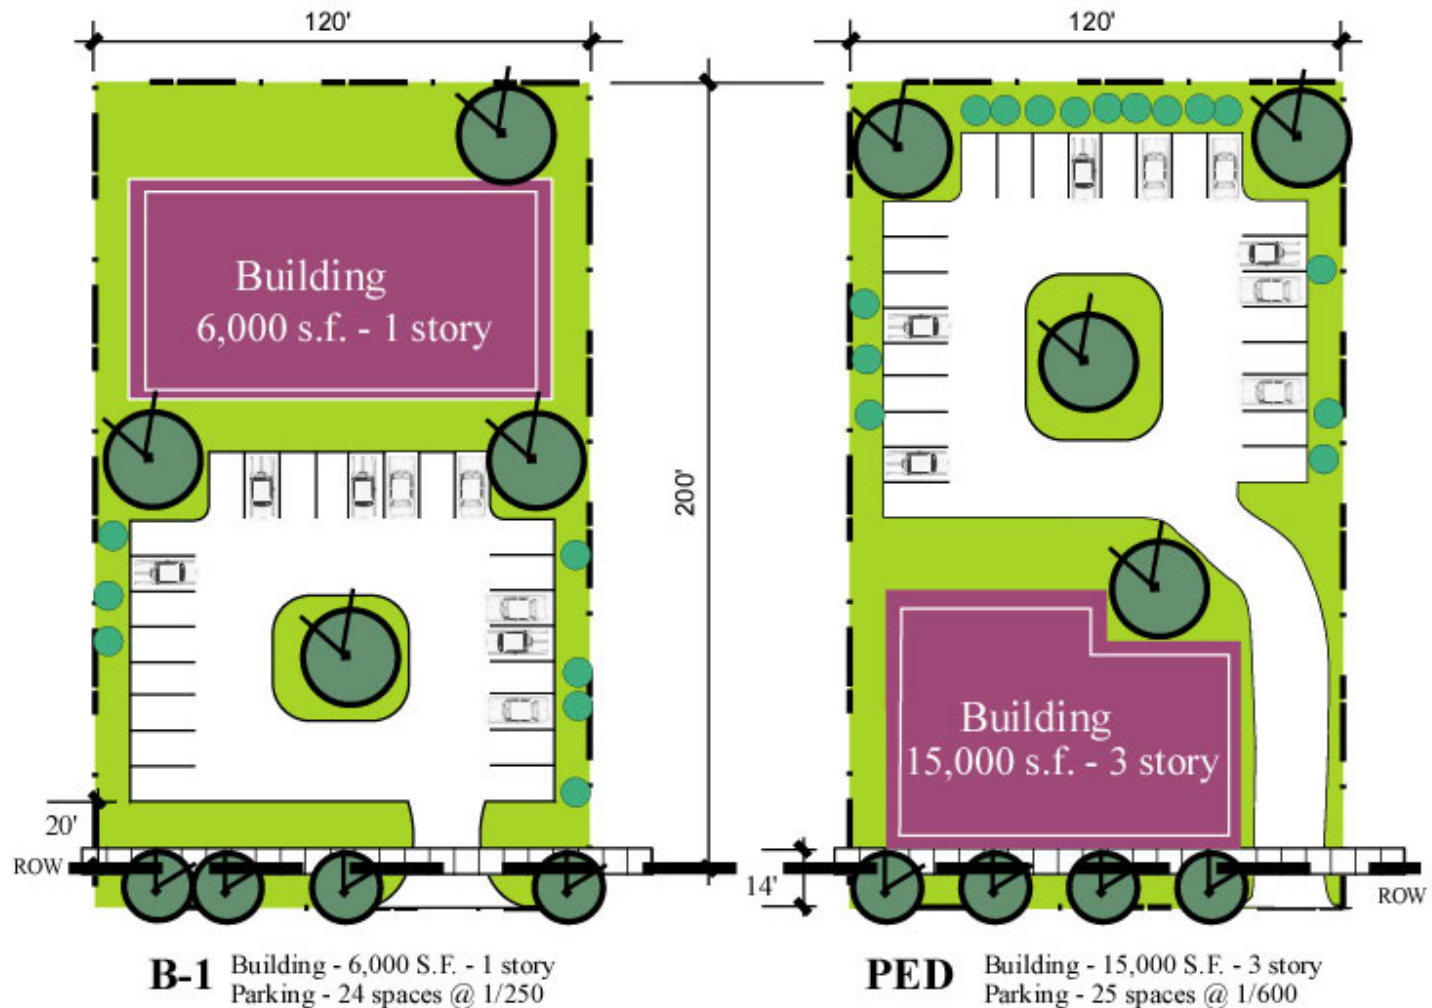 120'
120'
Building
6,000 s.f. - 1 story
200'
Building
15,000 s.f. - 3 story
20'
ROW
14'
ROW
B-1 Building - 6,000 S.F. - 1 story
Parking - 24 spaces @ 1/250
PED Building - 15,000 S.F. - 3 story
Parking - 25 spaces @ 1/600